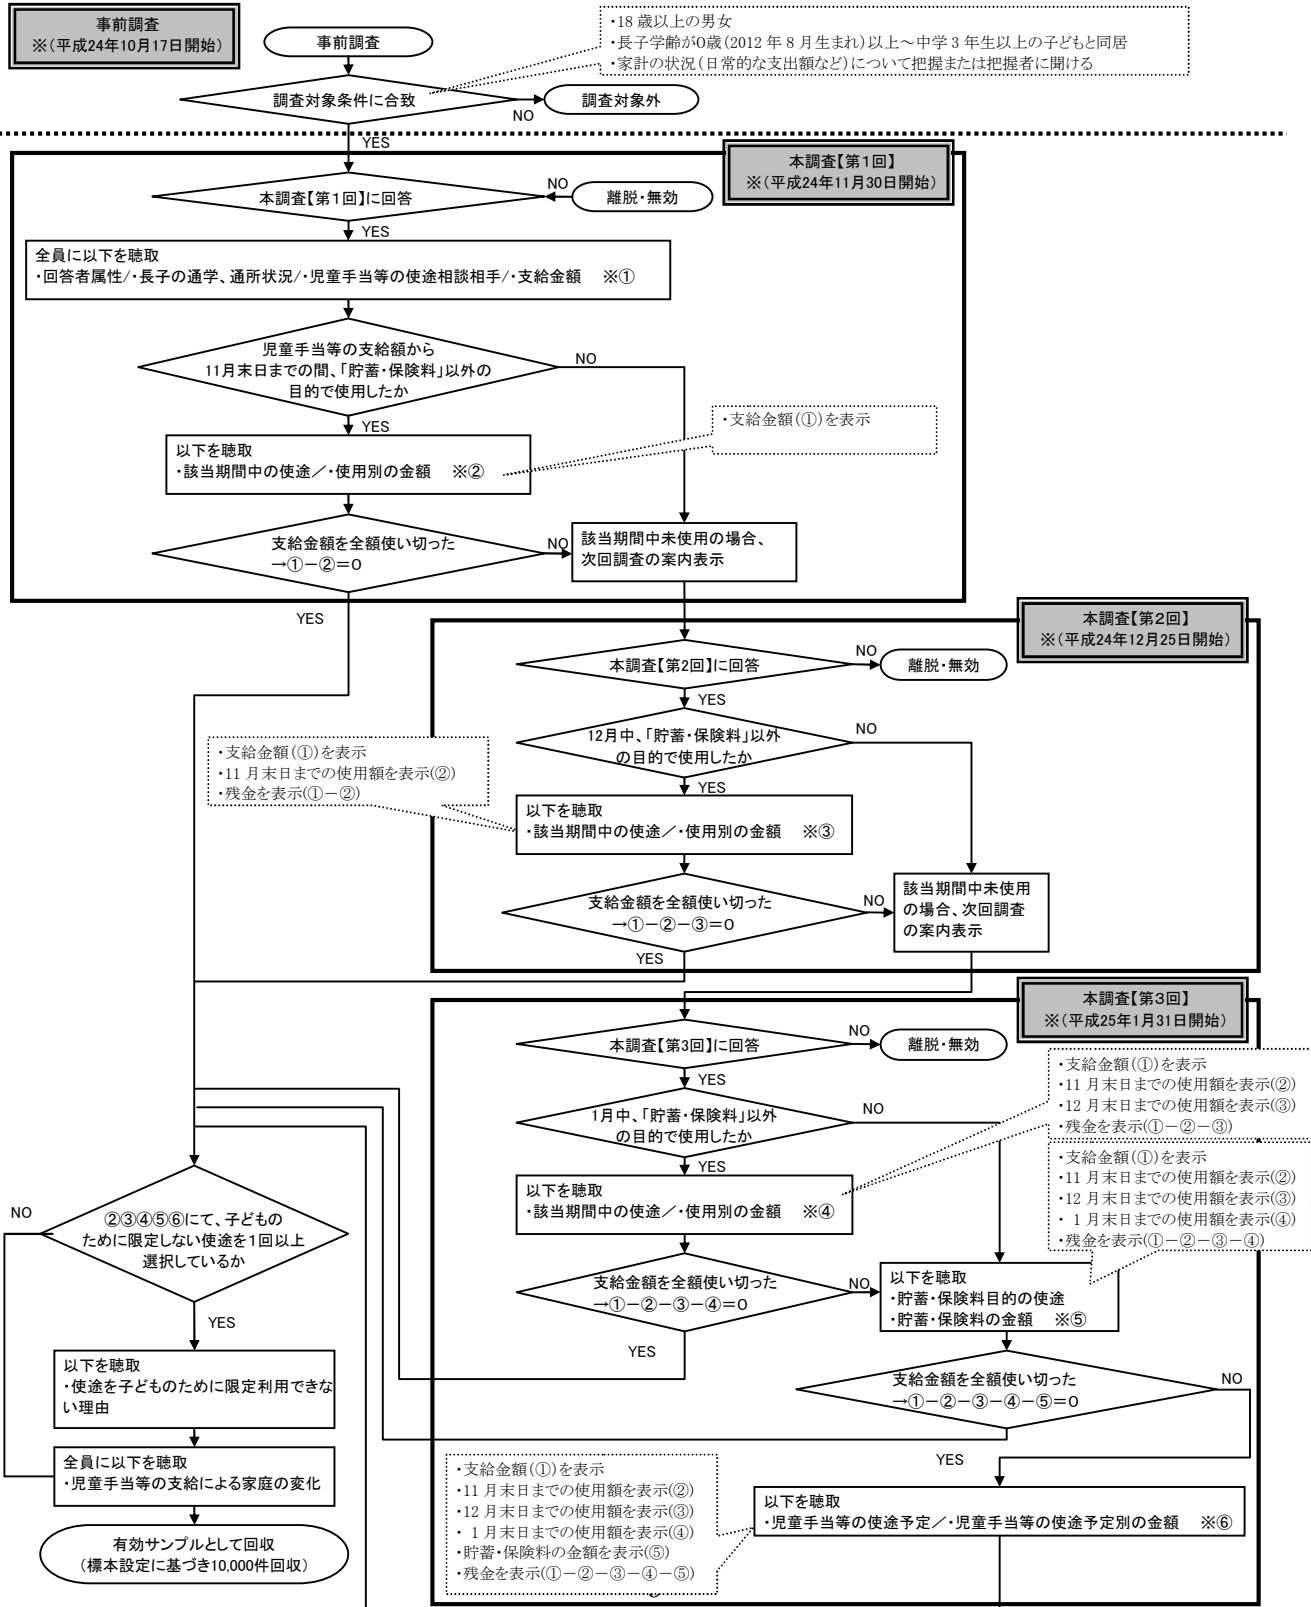 事前調査
※(平成24年10月17日開始)
事前調査
・18歳以上の男女
・長子学齢が0歳(2012年8月生まれ)以上～中学3年生以上の子どもと同居
・家計の状況(日常的な支出額など)について把握または把握者に聞ける
調査対象条件に合致
NO
調査対象外
YES
本調査【第1回】
※(平成24年11月30日開始)
本調査【第1回】に回答
NO
離脱・無効
YES
全員に以下を聴取
・回答者属性/・長子の通学、通所状況/・児童手当等の使途相談相手/・支給金額 ※①
児童手当等の支給額から
11月末日までの間、「貯蓄・保険料」以外の
目的で使用したか
NO
YES
・支給金額(①)を表示
以下を聴取
・該当期間中の使途／・使用別の金額 ※②
支給金額を全額使い切った
→①－②＝0
NO
該当期間中未使用の場合、
次回調査の案内表示
YES
本調査【第2回】
※(平成24年12月25日開始)
本調査【第2回】に回答
NO
離脱・無効
YES
12月中、「貯蓄・保険料」以外
の目的で使用したか
NO
YES
・支給金額(①)を表示
・11月末日までの使用額を表示(②)
・残金を表示(①－②)
以下を聴取
・該当期間中の使途／・使用別の金額 ※③
支給金額を全額使い切った
→①－②－③＝0
NO
該当期間中未使用
の場合、次回調査
の案内表示
YES
本調査【第3回】
※(平成25年1月31日開始)
本調査【第3回】に回答
NO
離脱・無効
YES
・支給金額(①)を表示
・11月末日までの使用額を表示(②)
・12月末日までの使用額を表示(③)
・残金を表示(①－②－③)
1月中、「貯蓄・保険料」以外
の目的で使用したか
NO
YES
・支給金額(①)を表示
・11月末日までの使用額を表示(②)
・12月末日までの使用額を表示(③)
・ 1月末日までの使用額を表示(④)
・残金を表示(①－②－③－④)
以下を聴取
・該当期間中の使途／・使用別の金額 ※④
支給金額を全額使い切った
→①－②－③－④＝0
NO
以下を聴取
・貯蓄・保険料目的の使途
・貯蓄・保険料の金額 ※⑤
YES
支給金額を全額使い切った
→①－②－③－④－⑤＝0
NO
YES
・支給金額(①)を表示
・11月末日までの使用額を表示(②)
・12月末日までの使用額を表示(③)
・ 1月末日までの使用額を表示(④)
・貯蓄・保険料の金額を表示(⑤)
・残金を表示(①－②－③－④－⑤)
以下を聴取
・児童手当等の使途予定／・児童手当等の使途予定別の金額 ※⑥
NO
②③④⑤⑥にて、子どもの
ために限定しない使途を1回以上
選択しているか
YES
以下を聴取
・使途を子どものために限定利用できな
い理由
全員に以下を聴取
・児童手当等の支給による家庭の変化
有効サンプルとして回収
(標本設定に基づき10,000件回収)